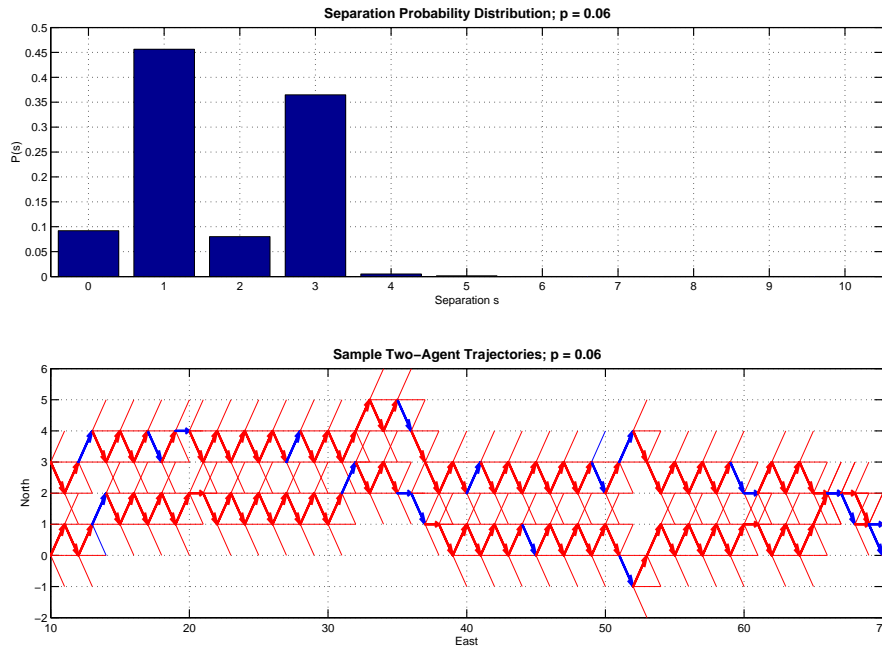 Separation Probability Distribution; p = 0.06
0.5
0.45
0.4
0.35
0.3
0.25
0.2
0.15
0.1
0.05
0
P(s)
0 1 2 3 4 5 6 7 8 9 10
Separation s
Sample Two−Agent Trajectories; p = 0.06
6
5
4
3
2
1
0
−1
−2
North
10 20 30 40 50 60 70
East